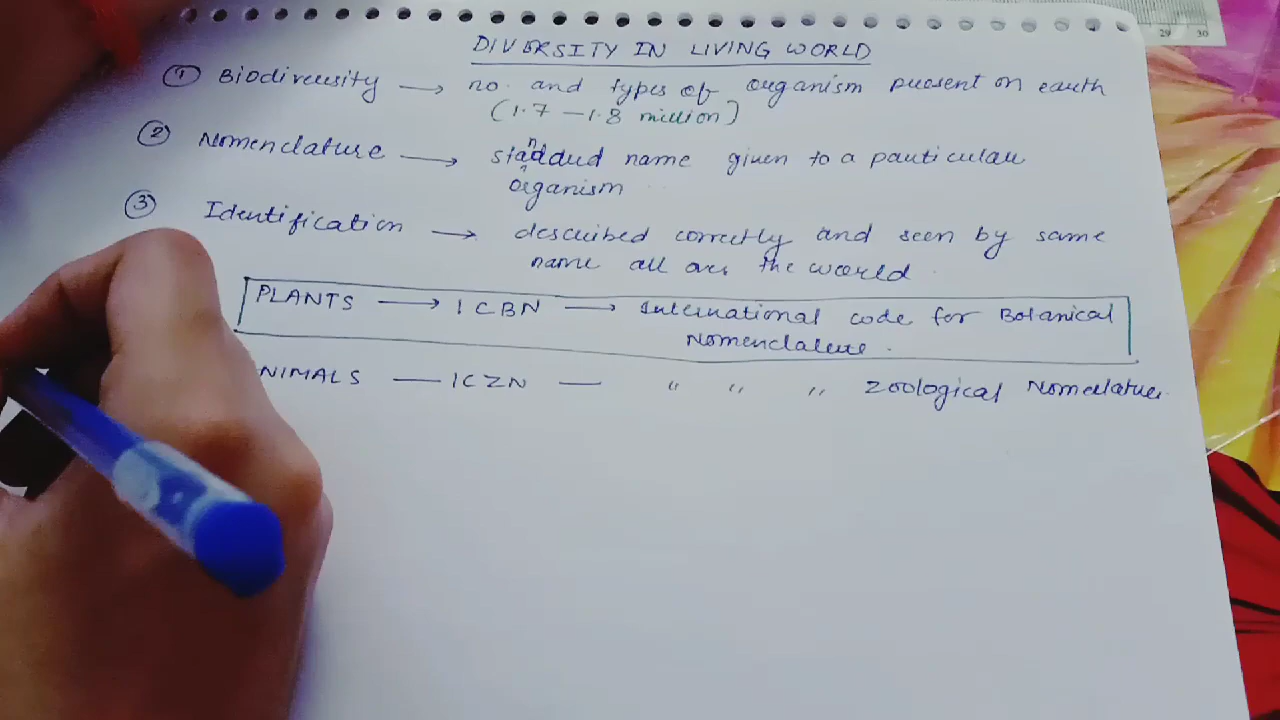 DIVERSITY IN LIVING WORLD
① Biodiversity → no. and types of organism present on earth
(1.7 – 1.8 million)
② Nomenclature → standard name given to a particular
organism
③ Identification → described correctly and seen by same
name all over the world.
PLANTS → ICBN → International code for Botanical
Nomenclature.
NIMALS — ICZN — " " " Zoological Nomenclature
29 30